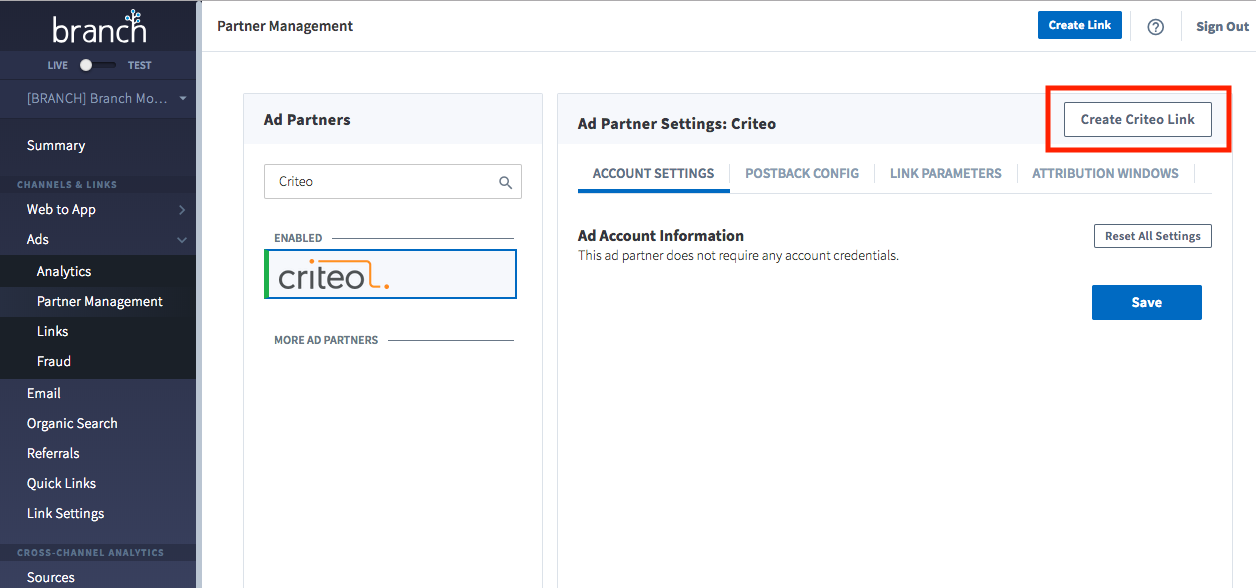 branch
LIVE TEST
[BRANCH] Branch Mo...
Summary
CHANNELS & LINKS
Web to App
Ads
Analytics
Partner Management
Links
Fraud
Email
Organic Search
Referrals
Quick Links
Link Settings
CROSS-CHANNEL ANALYTICS
Sources
Partner Management
Create Link
?
Sign Out
Ad Partners
Criteo
ENABLED
criteo
MORE AD PARTNERS
Ad Partner Settings: Criteo
Create Criteo Link
ACCOUNT SETTINGS POSTBACK CONFIG LINK PARAMETERS ATTRIBUTION WINDOWS
Ad Account Information
This ad partner does not require any account credentials.
Reset All Settings
Save